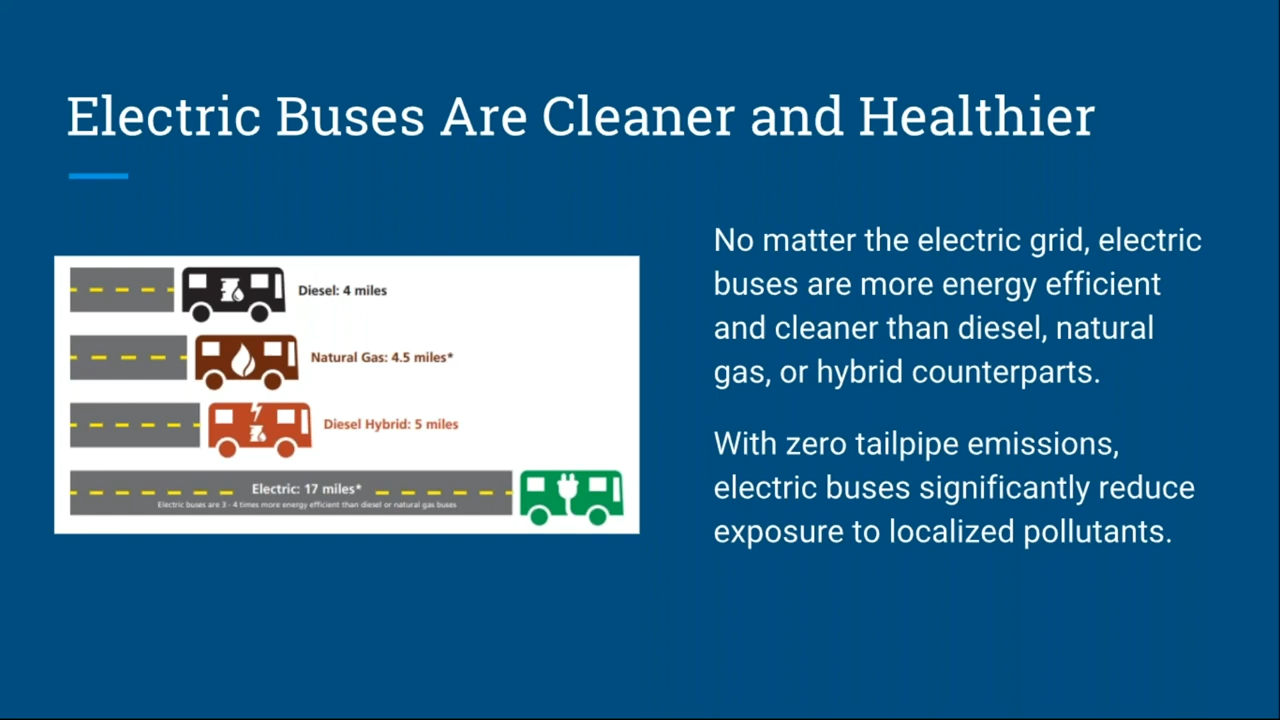 Electric Buses Are Cleaner and Healthier
Diesel: 4 miles
Natural Gas: 4.5 miles*
Diesel Hybrid: 5 miles
Electric: 17 miles*
Electric buses are 3 - 4 times more energy efficient than diesel or natural gas buses
No matter the electric grid, electric
buses are more energy efficient
and cleaner than diesel, natural
gas, or hybrid counterparts.
With zero tailpipe emissions,
electric buses significantly reduce
exposure to localized pollutants.